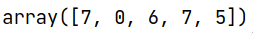 array([7, 0, 6, 7, 5])